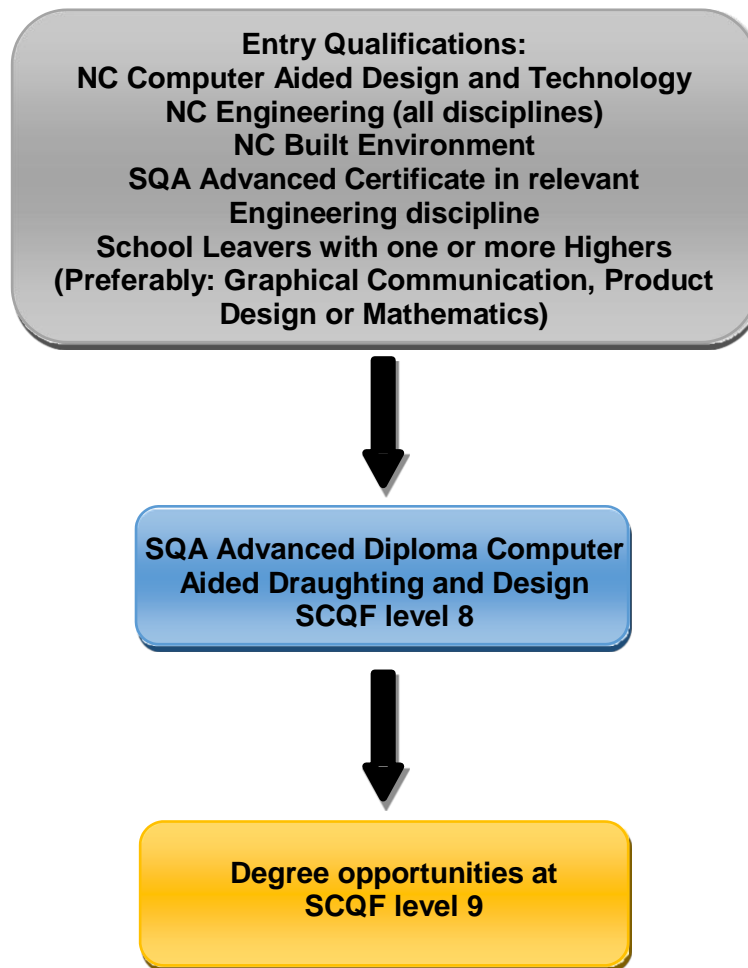 Entry Qualifications:
NC Computer Aided Design and Technology
NC Engineering (all disciplines)
NC Built Environment
SQA Advanced Certificate in relevant
Engineering discipline
School Leavers with one or more Highers
(Preferably: Graphical Communication, Product
Design or Mathematics)
SQA Advanced Diploma Computer
Aided Draughting and Design
SCQF level 8
Degree opportunities at
SCQF level 9